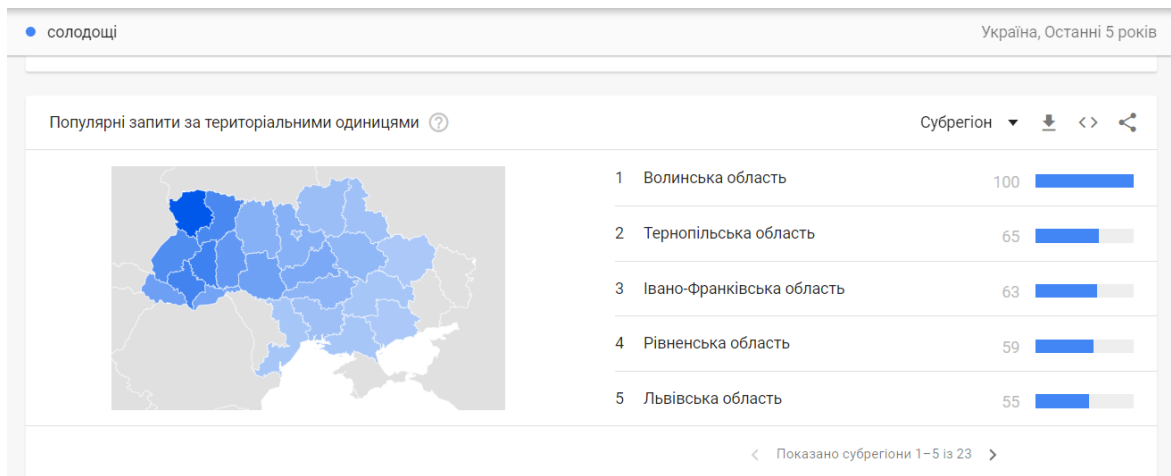 солодощі
Україна, Останні 5 років
Популярні запити за територіальними одиницями ?
Субрегіон
1 Волинська область 100
2 Тернопільська область 65
3 Івано-Франківська область 63
4 Рівненська область 59
5 Львівська область 55
Показано субрегіони 1–5 із 23